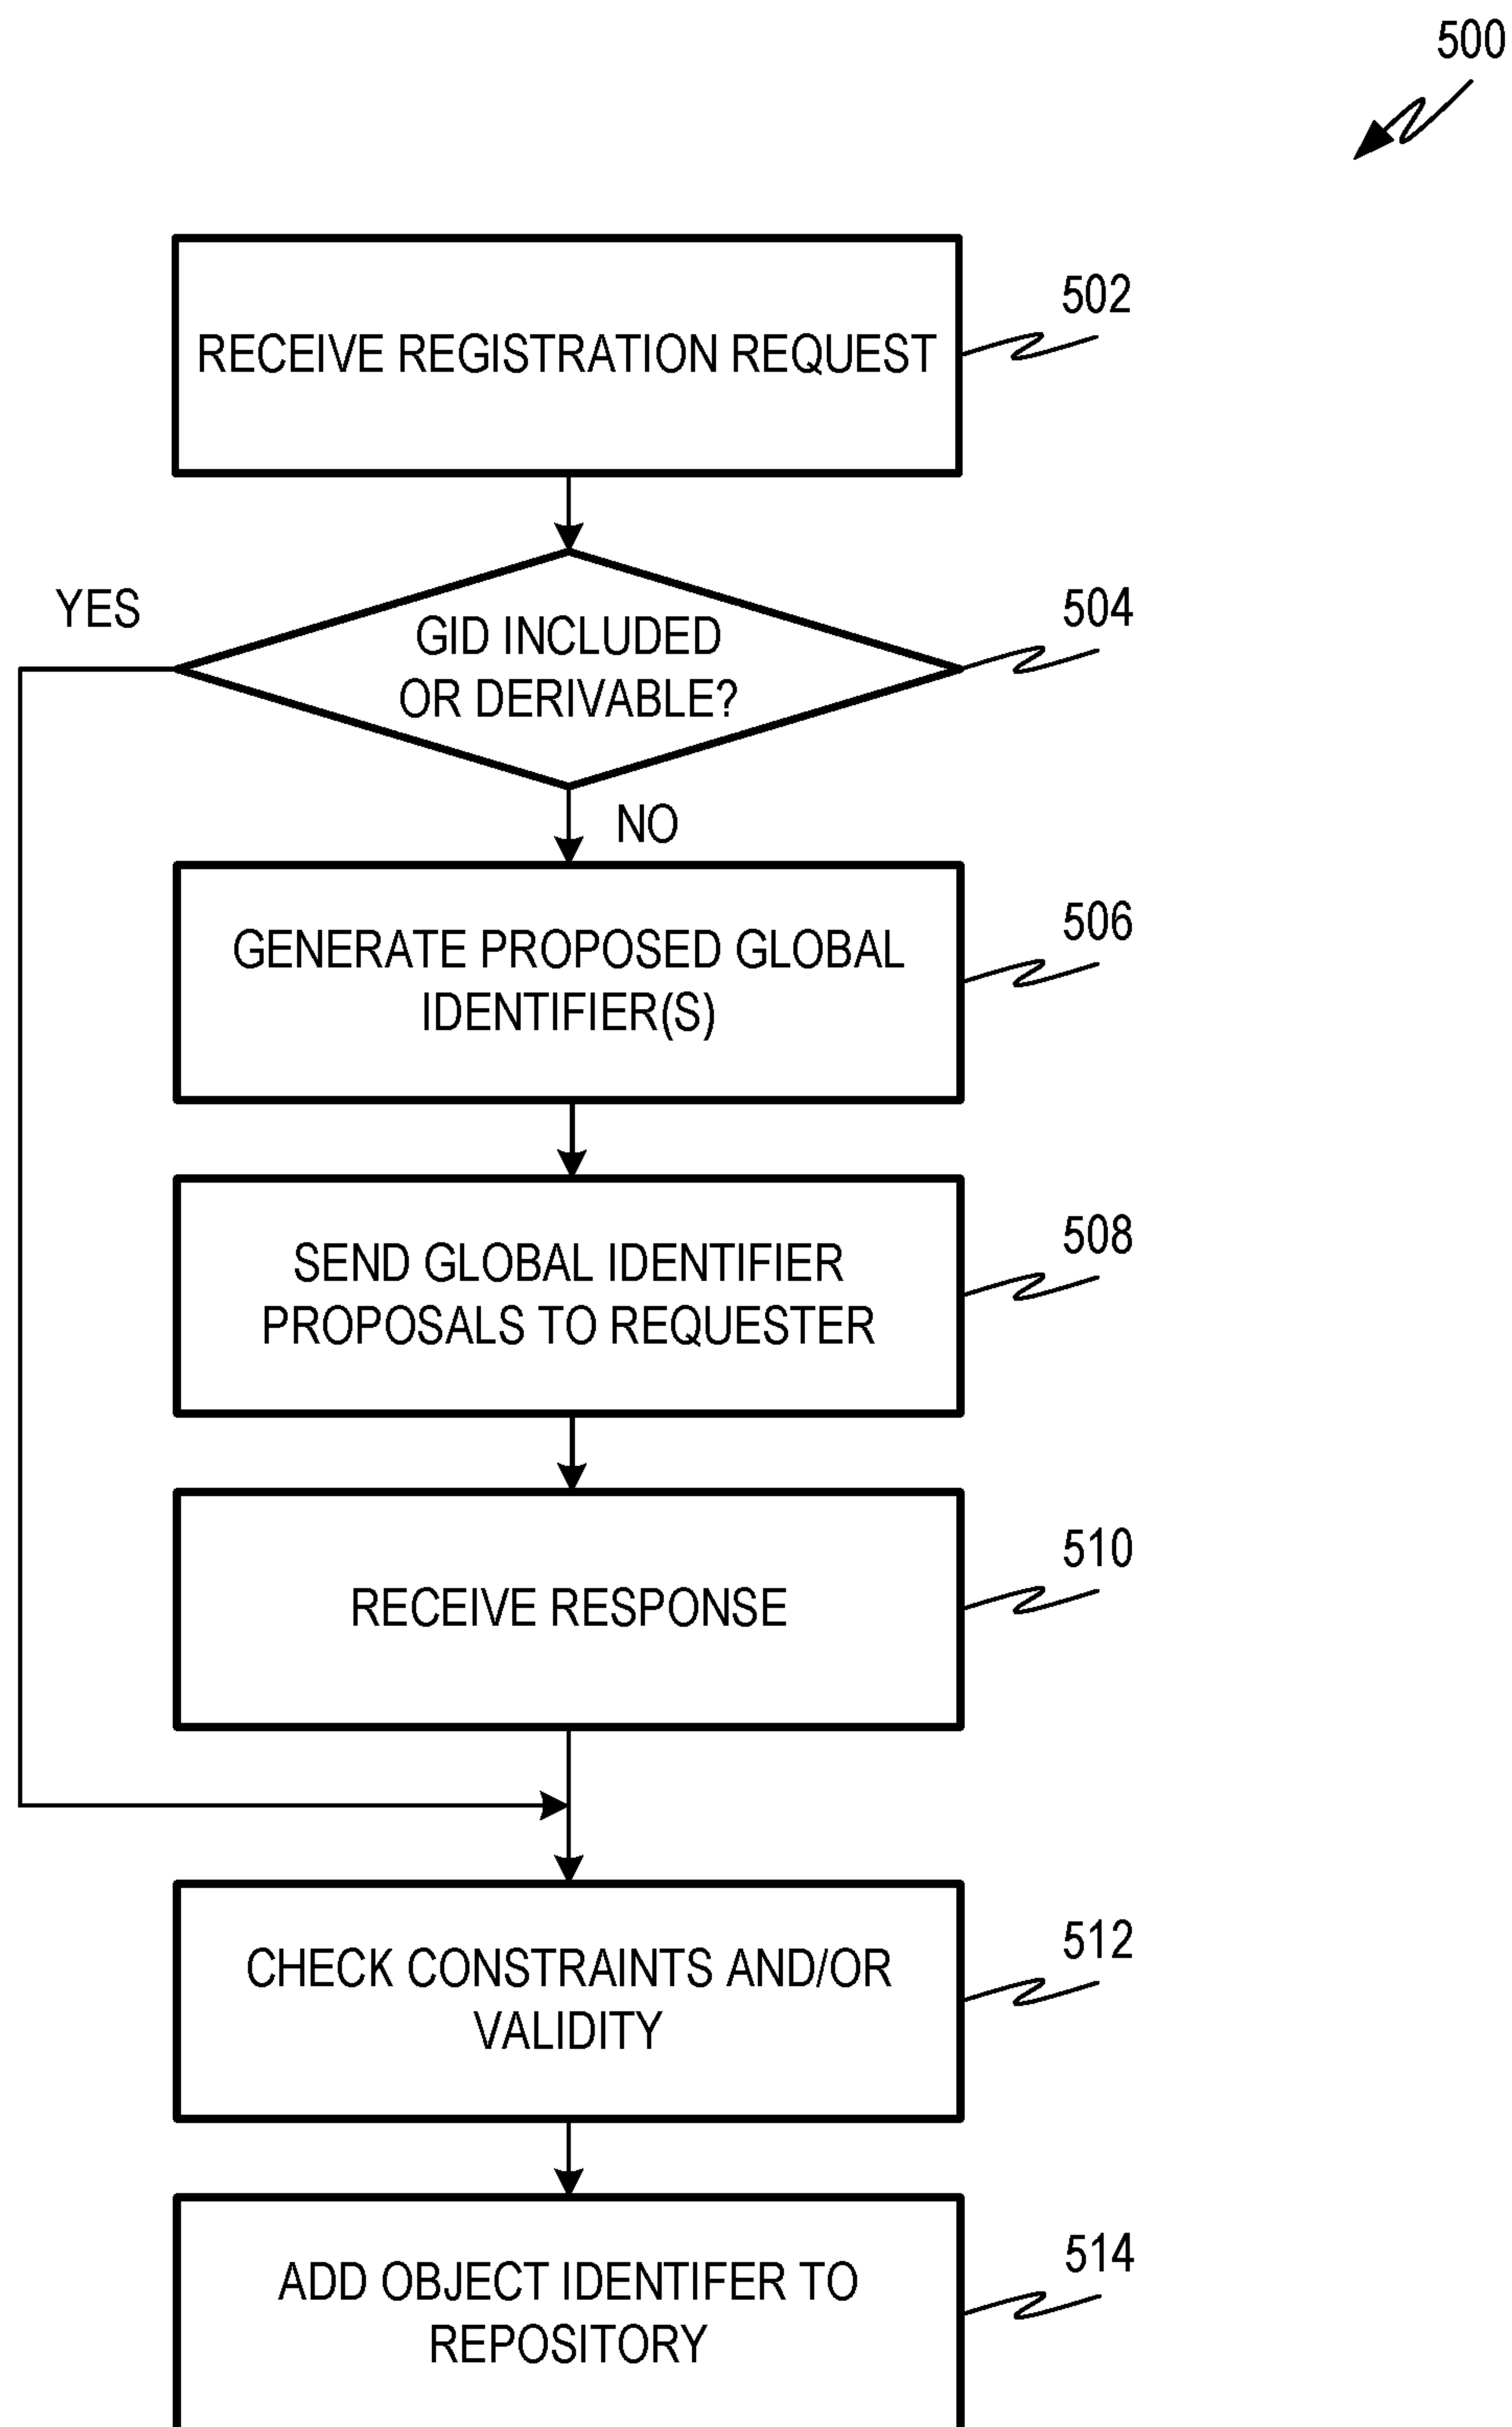 500
RECEIVE REGISTRATION REQUEST
502
YES
GID INCLUDED
OR DERIVABLE?
504
NO
GENERATE PROPOSED GLOBAL
IDENTIFIER(S)
506
SEND GLOBAL IDENTIFIER
PROPOSALS TO REQUESTER
508
RECEIVE RESPONSE
510
CHECK CONSTRAINTS AND/OR
VALIDITY
512
ADD OBJECT IDENTIFER TO
REPOSITORY
514